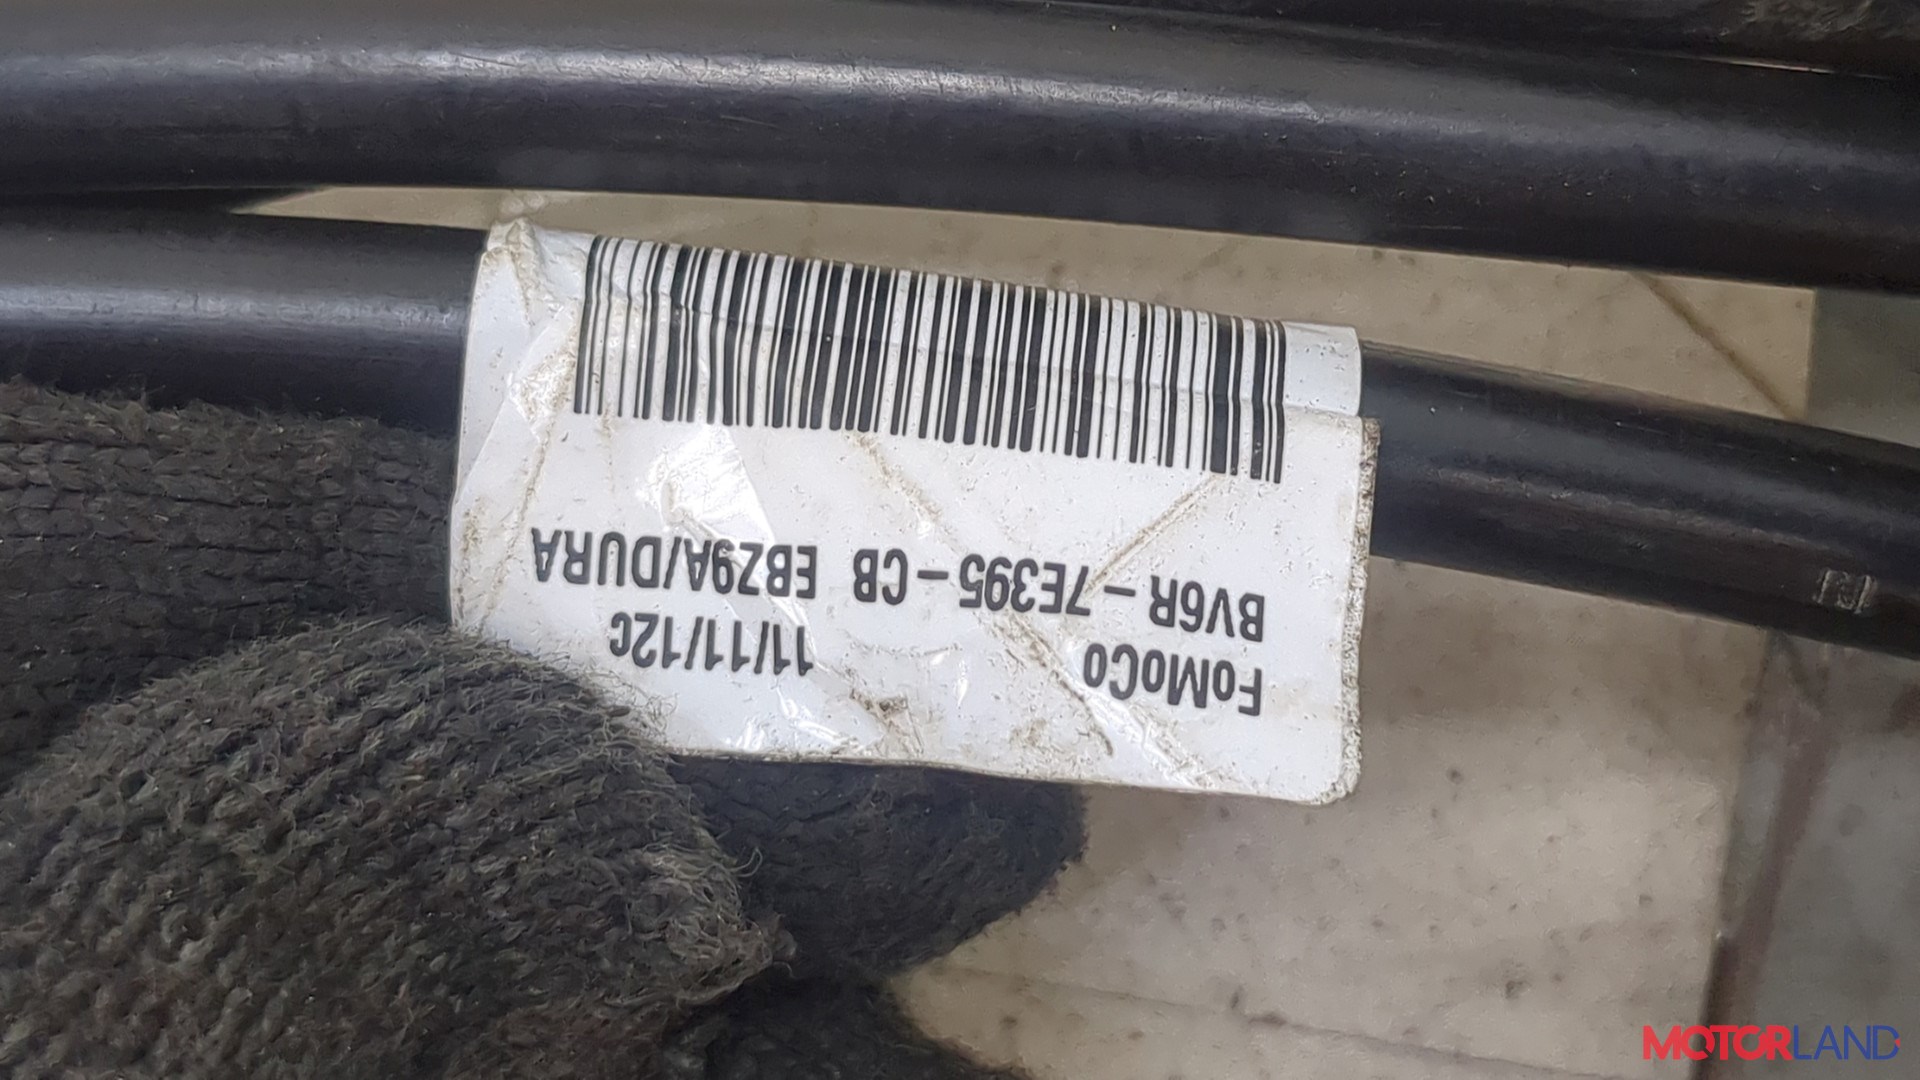 FoMoCo 11/11/12c
BV6R-7E395-CB EBZ9A/DURA
MOTORLAND